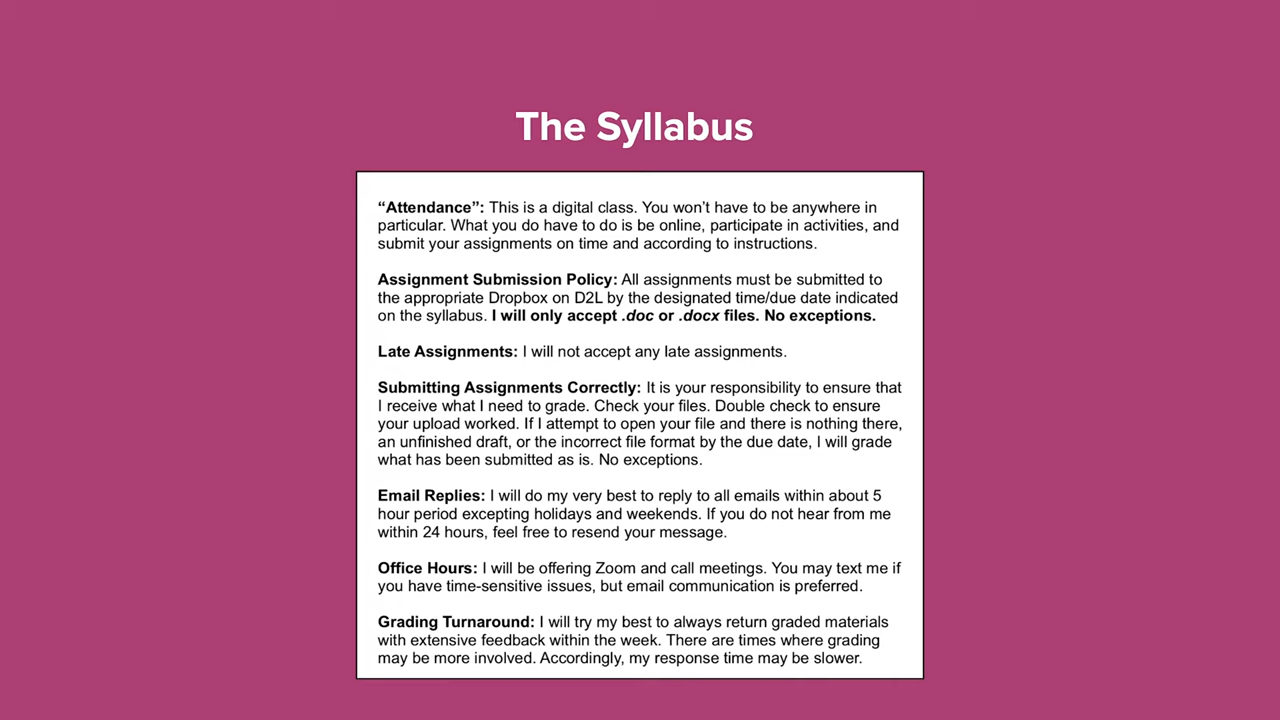 The Syllabus
“Attendance”: This is a digital class. You won’t have to be anywhere in
particular. What you do have to do is be online, participate in activities, and
submit your assignments on time and according to instructions.
Assignment Submission Policy: All assignments must be submitted to
the appropriate Dropbox on D2L by the designated time/due date indicated
on the syllabus. I will only accept .doc or .docx files. No exceptions.
Late Assignments: I will not accept any late assignments.
Submitting Assignments Correctly: It is your responsibility to ensure that
I receive what I need to grade. Check your files. Double check to ensure
your upload worked. If I attempt to open your file and there is nothing there,
an unfinished draft, or the incorrect file format by the due date, I will grade
what has been submitted as is. No exceptions.
Email Replies: I will do my very best to reply to all emails within about 5
hour period excepting holidays and weekends. If you do not hear from me
within 24 hours, feel free to resend your message.
Office Hours: I will be offering Zoom and call meetings. You may text me if
you have time-sensitive issues, but email communication is preferred.
Grading Turnaround: I will try my best to always return graded materials
with extensive feedback within the week. There are times where grading
may be more involved. Accordingly, my response time may be slower.